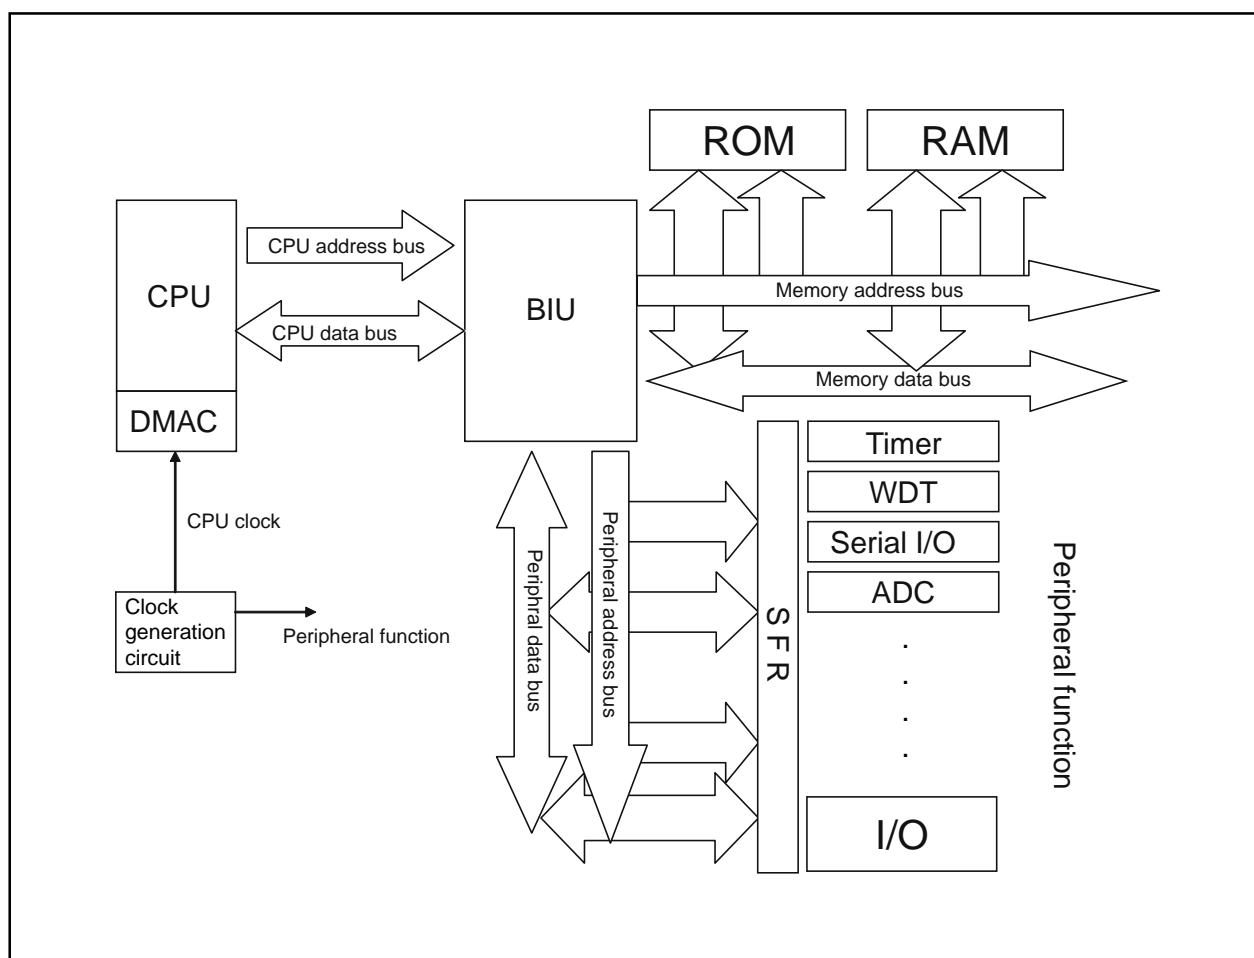 ROM
RAM
CPU address bus
CPU
BIU
Memory address bus
CPU data bus
Memory data bus
DMAC
Timer
WDT
CPU clock
Serial I/O
ADC
Clock
generation
circuit
Peripheral function
Periphral data bus
Peripheral address bus
S F R
.
.
.
.
Peripheral function
I/O